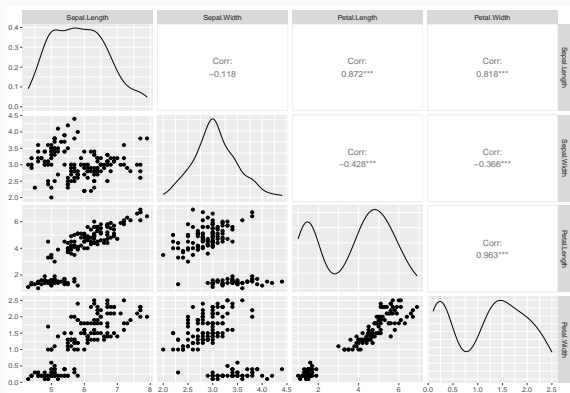 Sepal.Length Sepal.Width Petal.Length Petal.Width
0.4
0.3
0.2
0.1
0.0
Corr:
−0.118
Corr:
0.872***
Corr:
0.818***
Sepal.Length
4.5
4.0
3.5
3.0
2.5
2.0
Corr:
−0.428***
Corr:
−0.366***
Sepal.Width
6
4
2
Corr:
0.963***
Petal.Length
2.5
2.0
1.5
1.0
0.5
0.0
Petal.Width
5 6 7 8 2.0 2.5 3.0 3.5 4.0 4.5 2 4 6 0.0 0.5 1.0 1.5 2.0 2.5